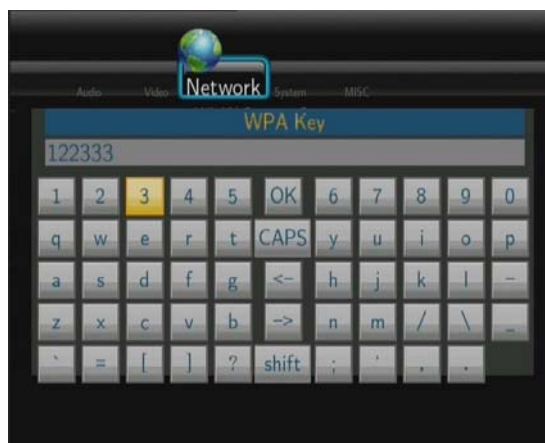 Audio Video Network System MISC
WPA Key
122333
1 2 3 4 5 OK 6 7 8 9 0
q w e r t CAPS y u i o p
a s d f g <- h j k l -
z x c v b -> n m / \ _
` = [ ] ? shift ; ' , .